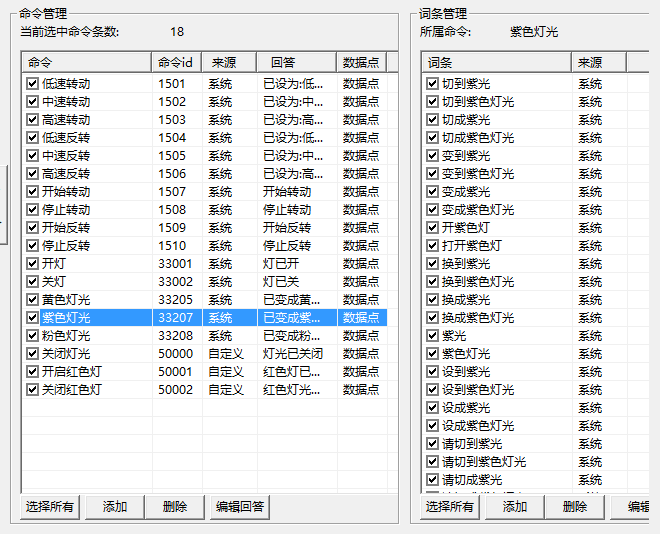 命令管理
当前选中命令条数: 18
命令 命令id 来源 回答 数据点
低速转动 1501 系统 已设为:低... 数据点
中速转动 1502 系统 已设为:中... 数据点
高速转动 1503 系统 已设为:高... 数据点
低速反转 1504 系统 已设为:低... 数据点
中速反转 1505 系统 已设为:中... 数据点
高速反转 1506 系统 已设为:高... 数据点
开始转动 1507 系统 开始转动 数据点
停止转动 1508 系统 停止转动 数据点
开始反转 1509 系统 开始反转 数据点
停止反转 1510 系统 停止反转 数据点
开灯 33001 系统 灯已开 数据点
关灯 33002 系统 灯已关 数据点
黄色灯光 33205 系统 已变成黄... 数据点
紫色灯光 33207 系统 已变成紫... 数据点
粉色灯光 33208 系统 已变成粉... 数据点
关闭灯光 50000 自定义 灯光已关闭 数据点
开启红色灯 50001 自定义 红色灯已... 数据点
关闭红色灯 50002 自定义 红色灯光... 数据点
选择所有 添加 删除 编辑回答
词条管理
所属命令: 紫色灯光
词条 来源
切到紫光 系统
切到紫色灯光 系统
切成紫光 系统
切成紫色灯光 系统
变到紫光 系统
变到紫色灯光 系统
变成紫光 系统
变成紫色灯光 系统
开紫色灯 系统
打开紫色灯 系统
换到紫光 系统
换到紫色灯光 系统
换成紫光 系统
换成紫色灯光 系统
紫光 系统
紫色灯光 系统
设到紫光 系统
设到紫色灯光 系统
设成紫光 系统
设成紫色灯光 系统
请切到紫光 系统
请切到紫色灯光 系统
请切成紫光 系统
选择所有 添加 删除 编辑